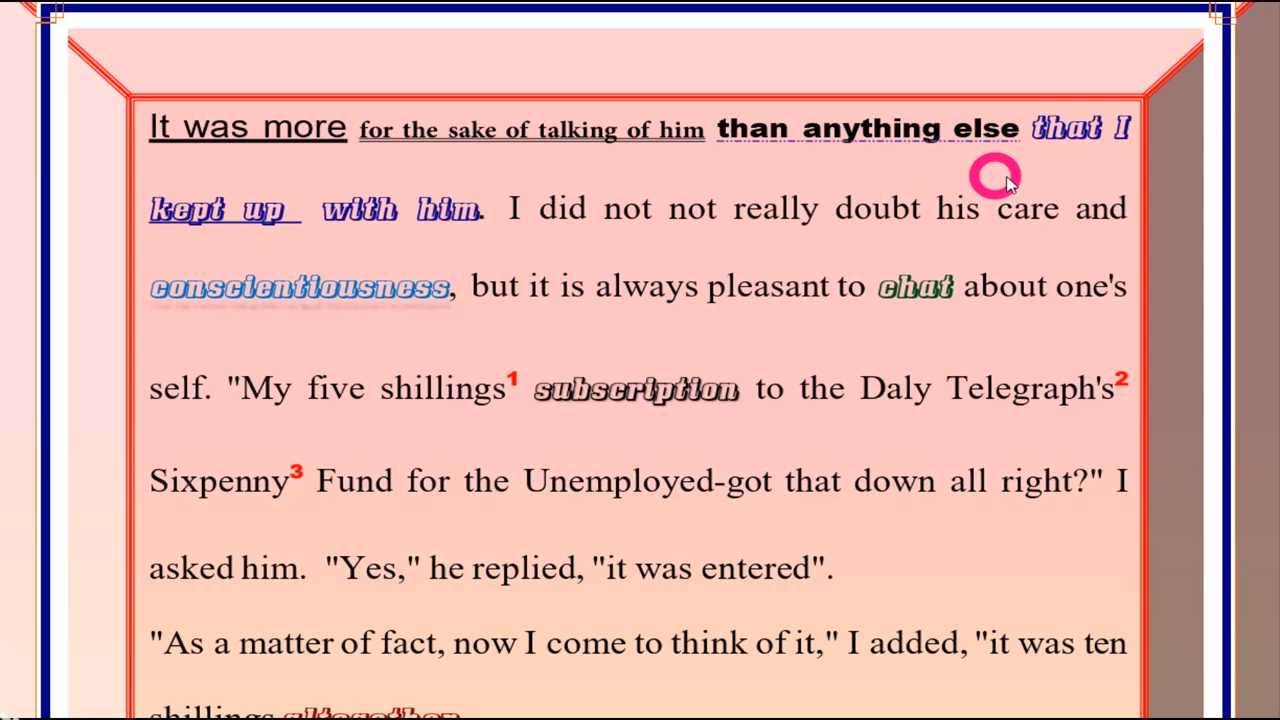 It was more for the sake of talking of him than anything else that I
kept up with him. I did not not really doubt his care and
conscientiousness, but it is always pleasant to chat about one's
self. "My five shillings1 subscription to the Daly Telegraph's2
Sixpenny3 Fund for the Unemployed-got that down all right?" I
asked him. "Yes," he replied, "it was entered".
"As a matter of fact, now I come to think of it," I added, "it was ten
shillings altogether